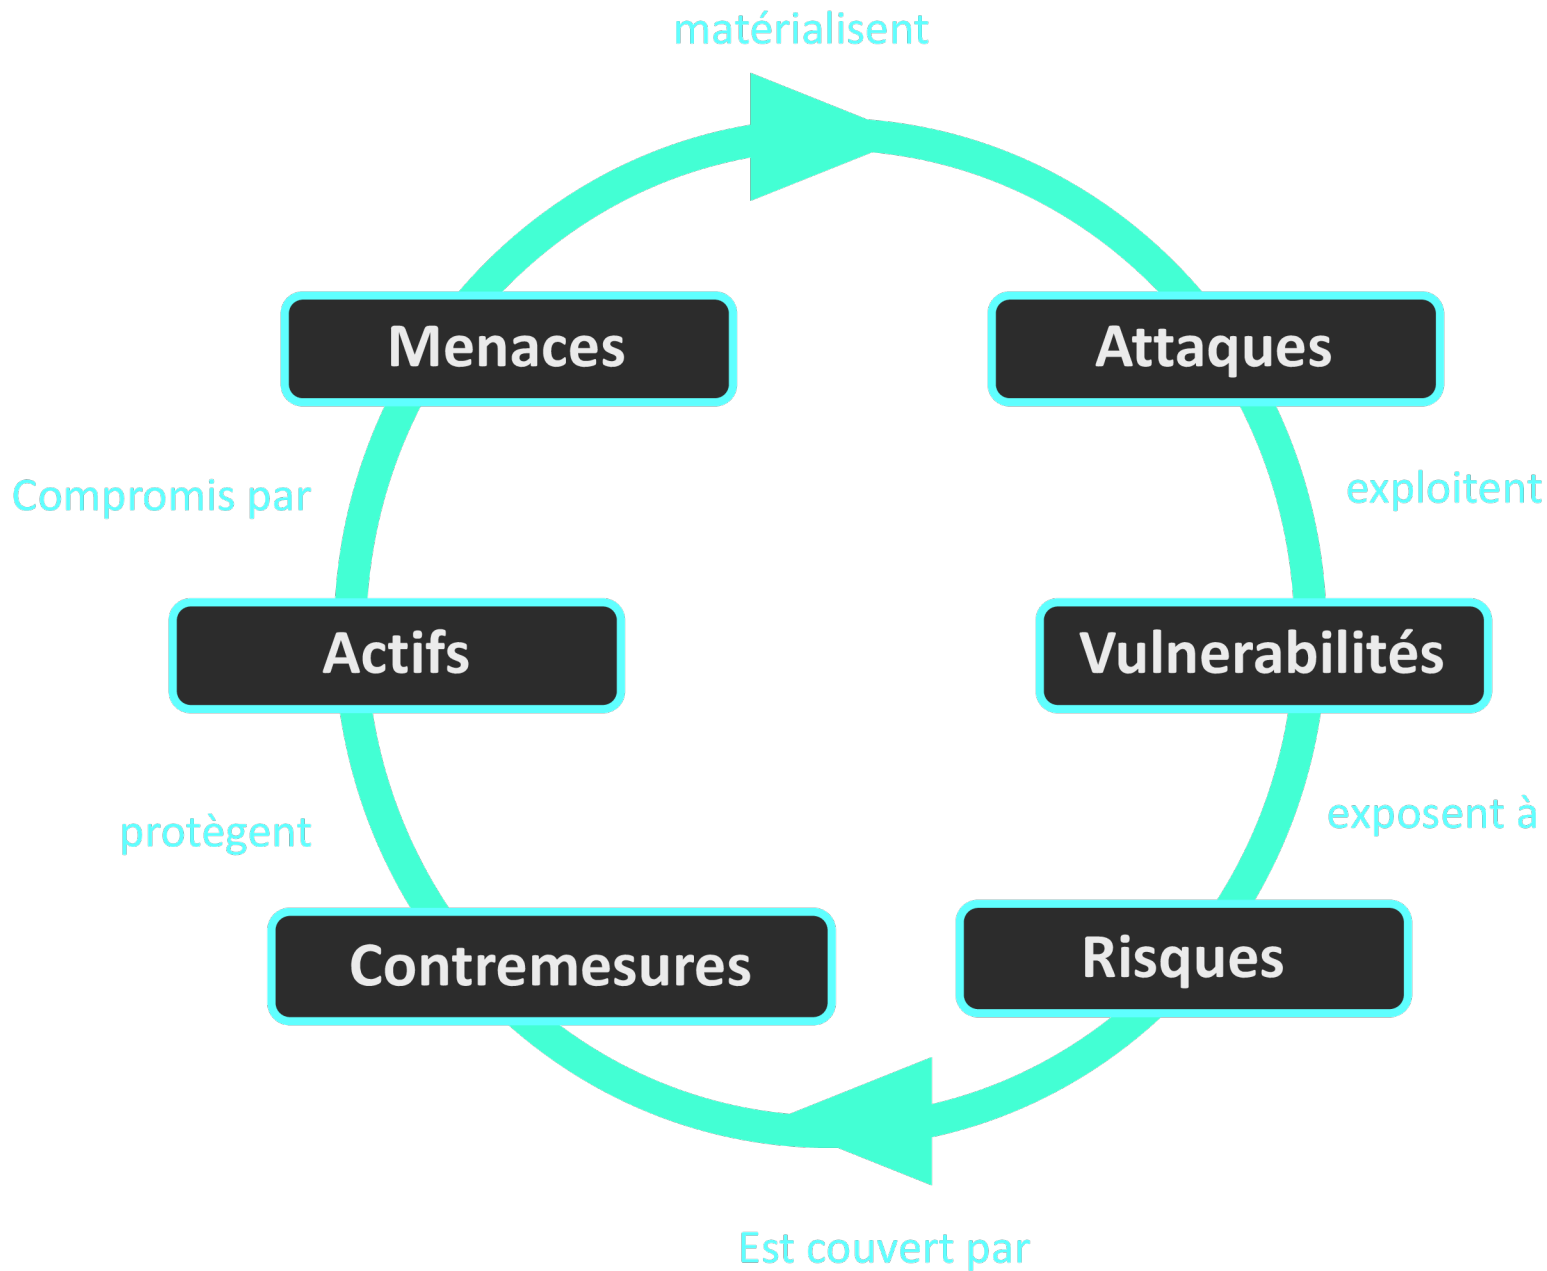 matérialisent
Menaces
Attaques
Compromis par
exploitent
Actifs
Vulnerabilités
protègent
exposent à
Contremesures
Risques
Est couvert par